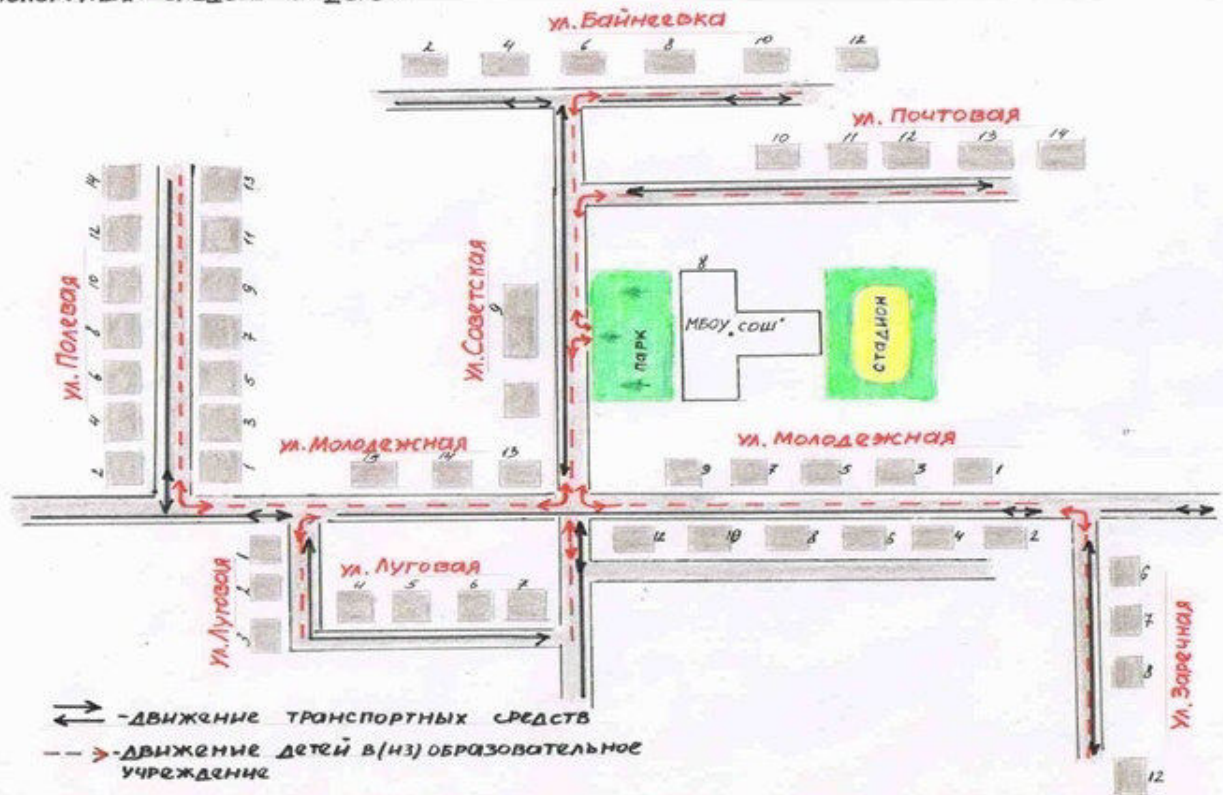 ул. Байнеевка
2 4 6 8 10 12
ул. Почтовая
10 11 12 13 14
14 13
12 11
10 9
8 7
6 5
4 3
2 1
ул. Полевая
ул. Советская
9
парк
8
МБОУ "СОШ"
стадион
ул. Молодежная
15 14 13
ул. Молодежная
9 7 5 3 1
12 10 8 4 2
ул. Луговая
1
2
3
ул. Луговая
4 5 6 7
6
7
8
12
ул. Заречная
-движение транспортных средств
-движение детей в(из) образовательное
учреждение